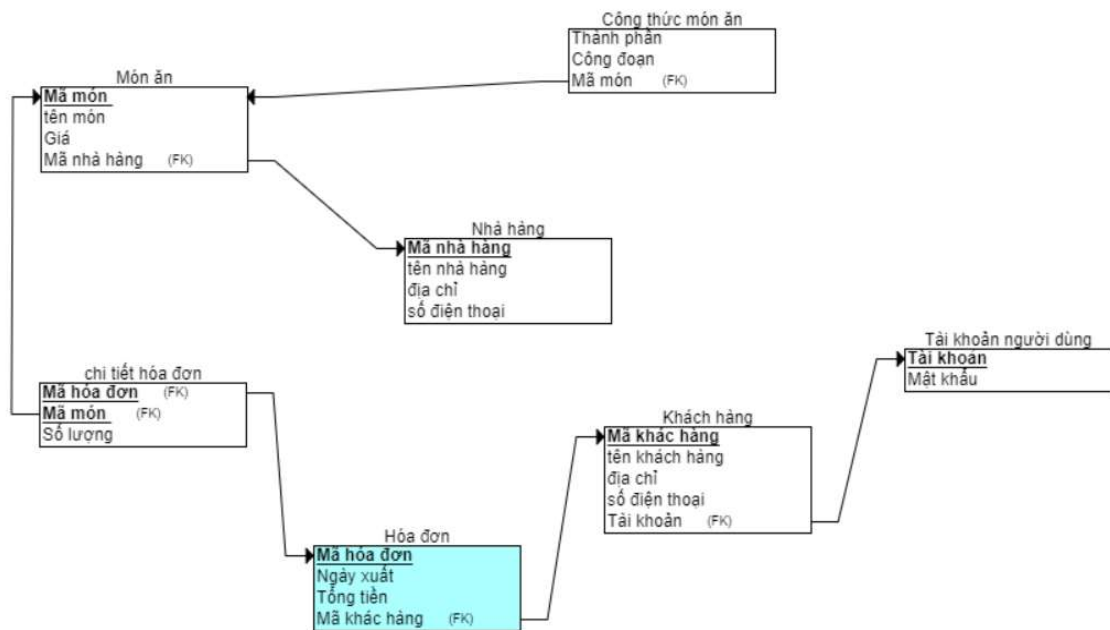 Công thức món ăn
Thành phần
Công đoạn
Mã món (FK)
Món ăn
Mã món
tên món
Giá
Mã nhà hàng (FK)
Nhà hàng
Mã nhà hàng
tên nhà hàng
địa chỉ
số điện thoại
Tài khoản người dùng
Tài khoản
Mật khẩu
chi tiết hóa đơn
Mã hóa đơn (FK)
Mã món (FK)
Số lượng
Khách hàng
Mã khác hàng
tên khách hàng
địa chỉ
số điện thoại
Tài khoản (FK)
Hóa đơn
Mã hóa đơn
Ngày xuất
Tổng tiền
Mã khác hàng (FK)